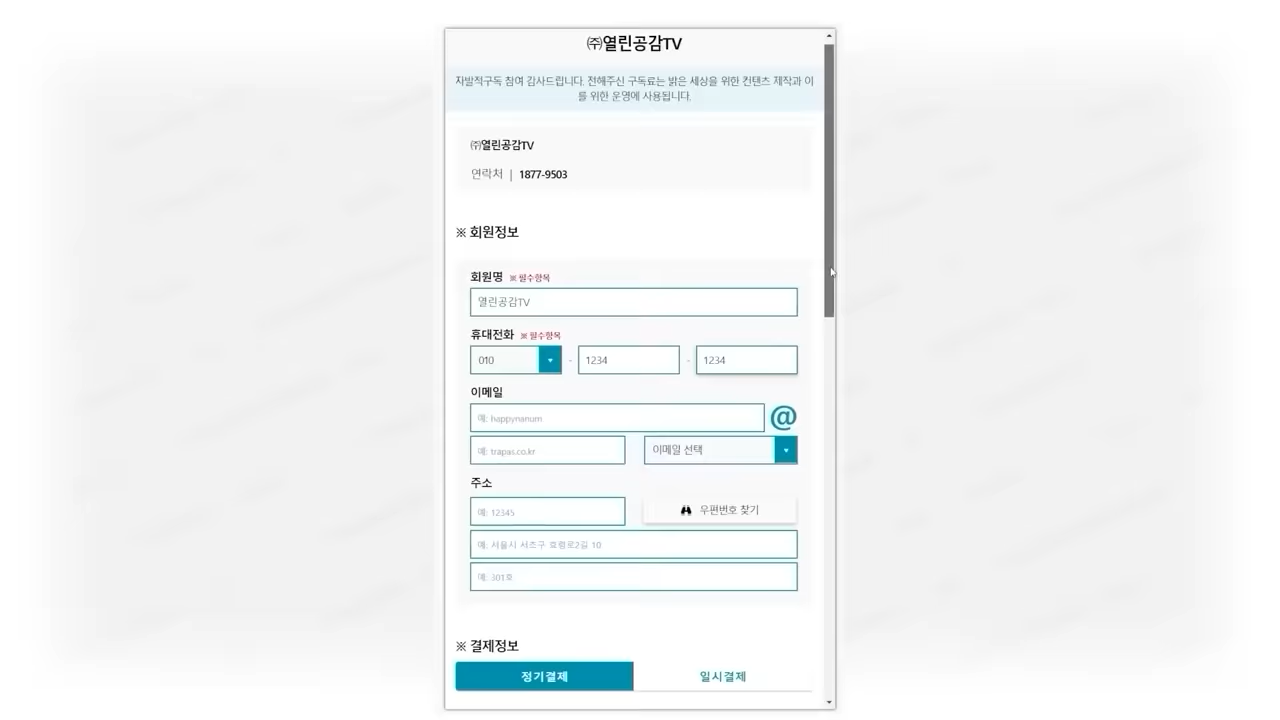 ㈜열린공감TV
자발적구독 참여 감사드립니다. 전해주신 구독료는 밝은 세상을 위한 컨텐츠 제작과 이
를 위한 운영에 사용됩니다.
㈜열린공감TV
연락처 | 1877-9503
※ 회원정보
회원명 ※ 필수항목
열린공감TV
휴대전화 ※ 필수항목
010 - 1234 - 1234
이메일
예: happynanum @
예: trapas.co.kr 이메일 선택
주소
예: 12345 우편번호 찾기
예: 서울시 서초구 효령로2길 10
예: 301호
※ 결제정보
정기결제 일시결제